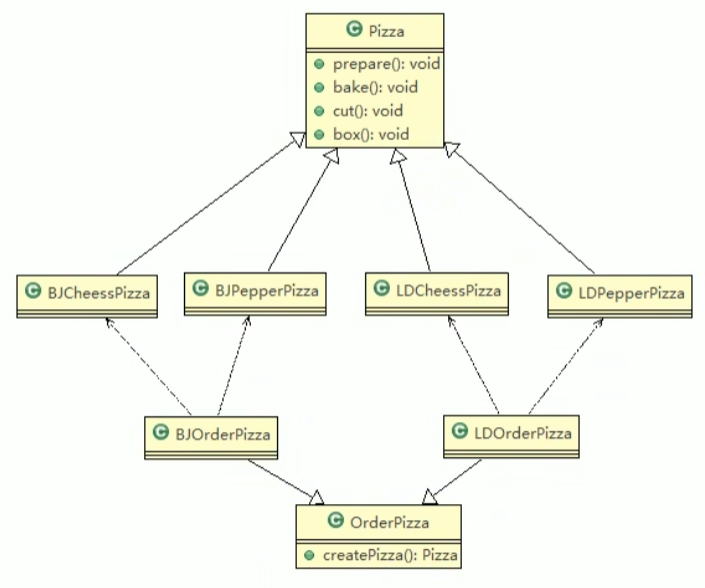 Pizza
prepare(): void
bake(): void
cut(): void
box(): void
BJCheessPizza
BJPepperPizza
LDCheessPizza
LDPepperPizza
BJOrderPizza
LDOrderPizza
OrderPizza
createPizza(): Pizza